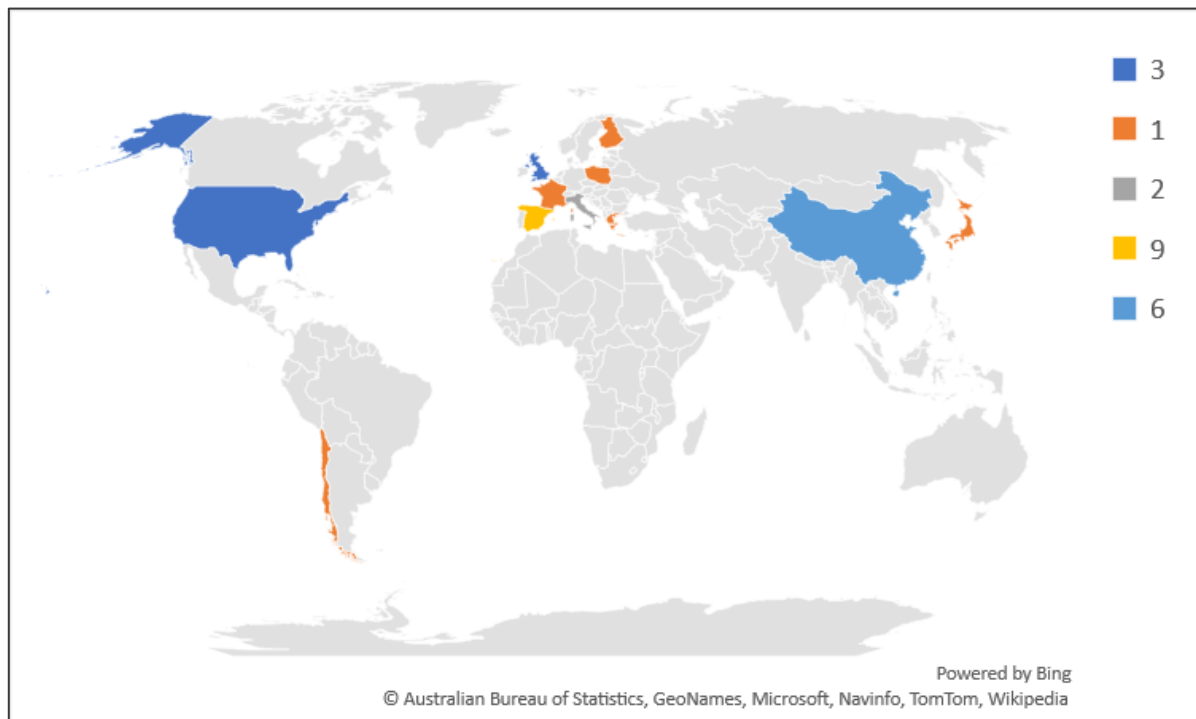 3
1
2
9
6
Powered by Bing
© Australian Bureau of Statistics, GeoNames, Microsoft, Navinfo, TomTom, Wikipedia